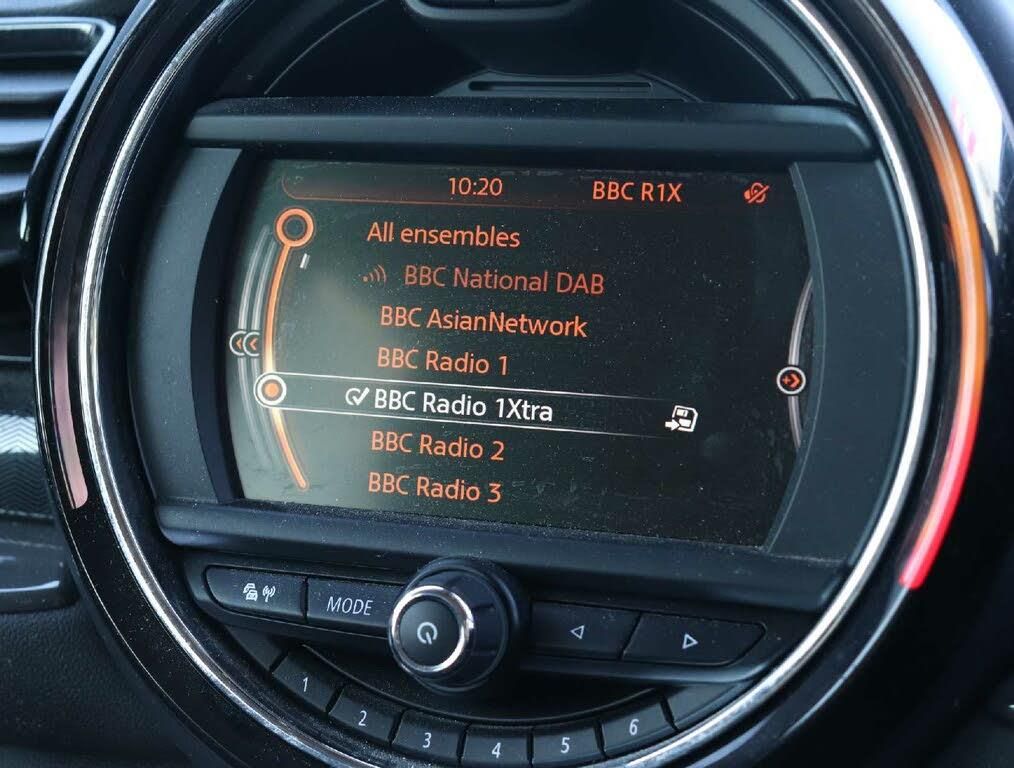 10:20 BBC R1X
All ensembles
BBC National DAB
BBC AsianNetwork
BBC Radio 1
BBC Radio 1Xtra
BBC Radio 2
BBC Radio 3
MODE
1 2 3 4 5 6